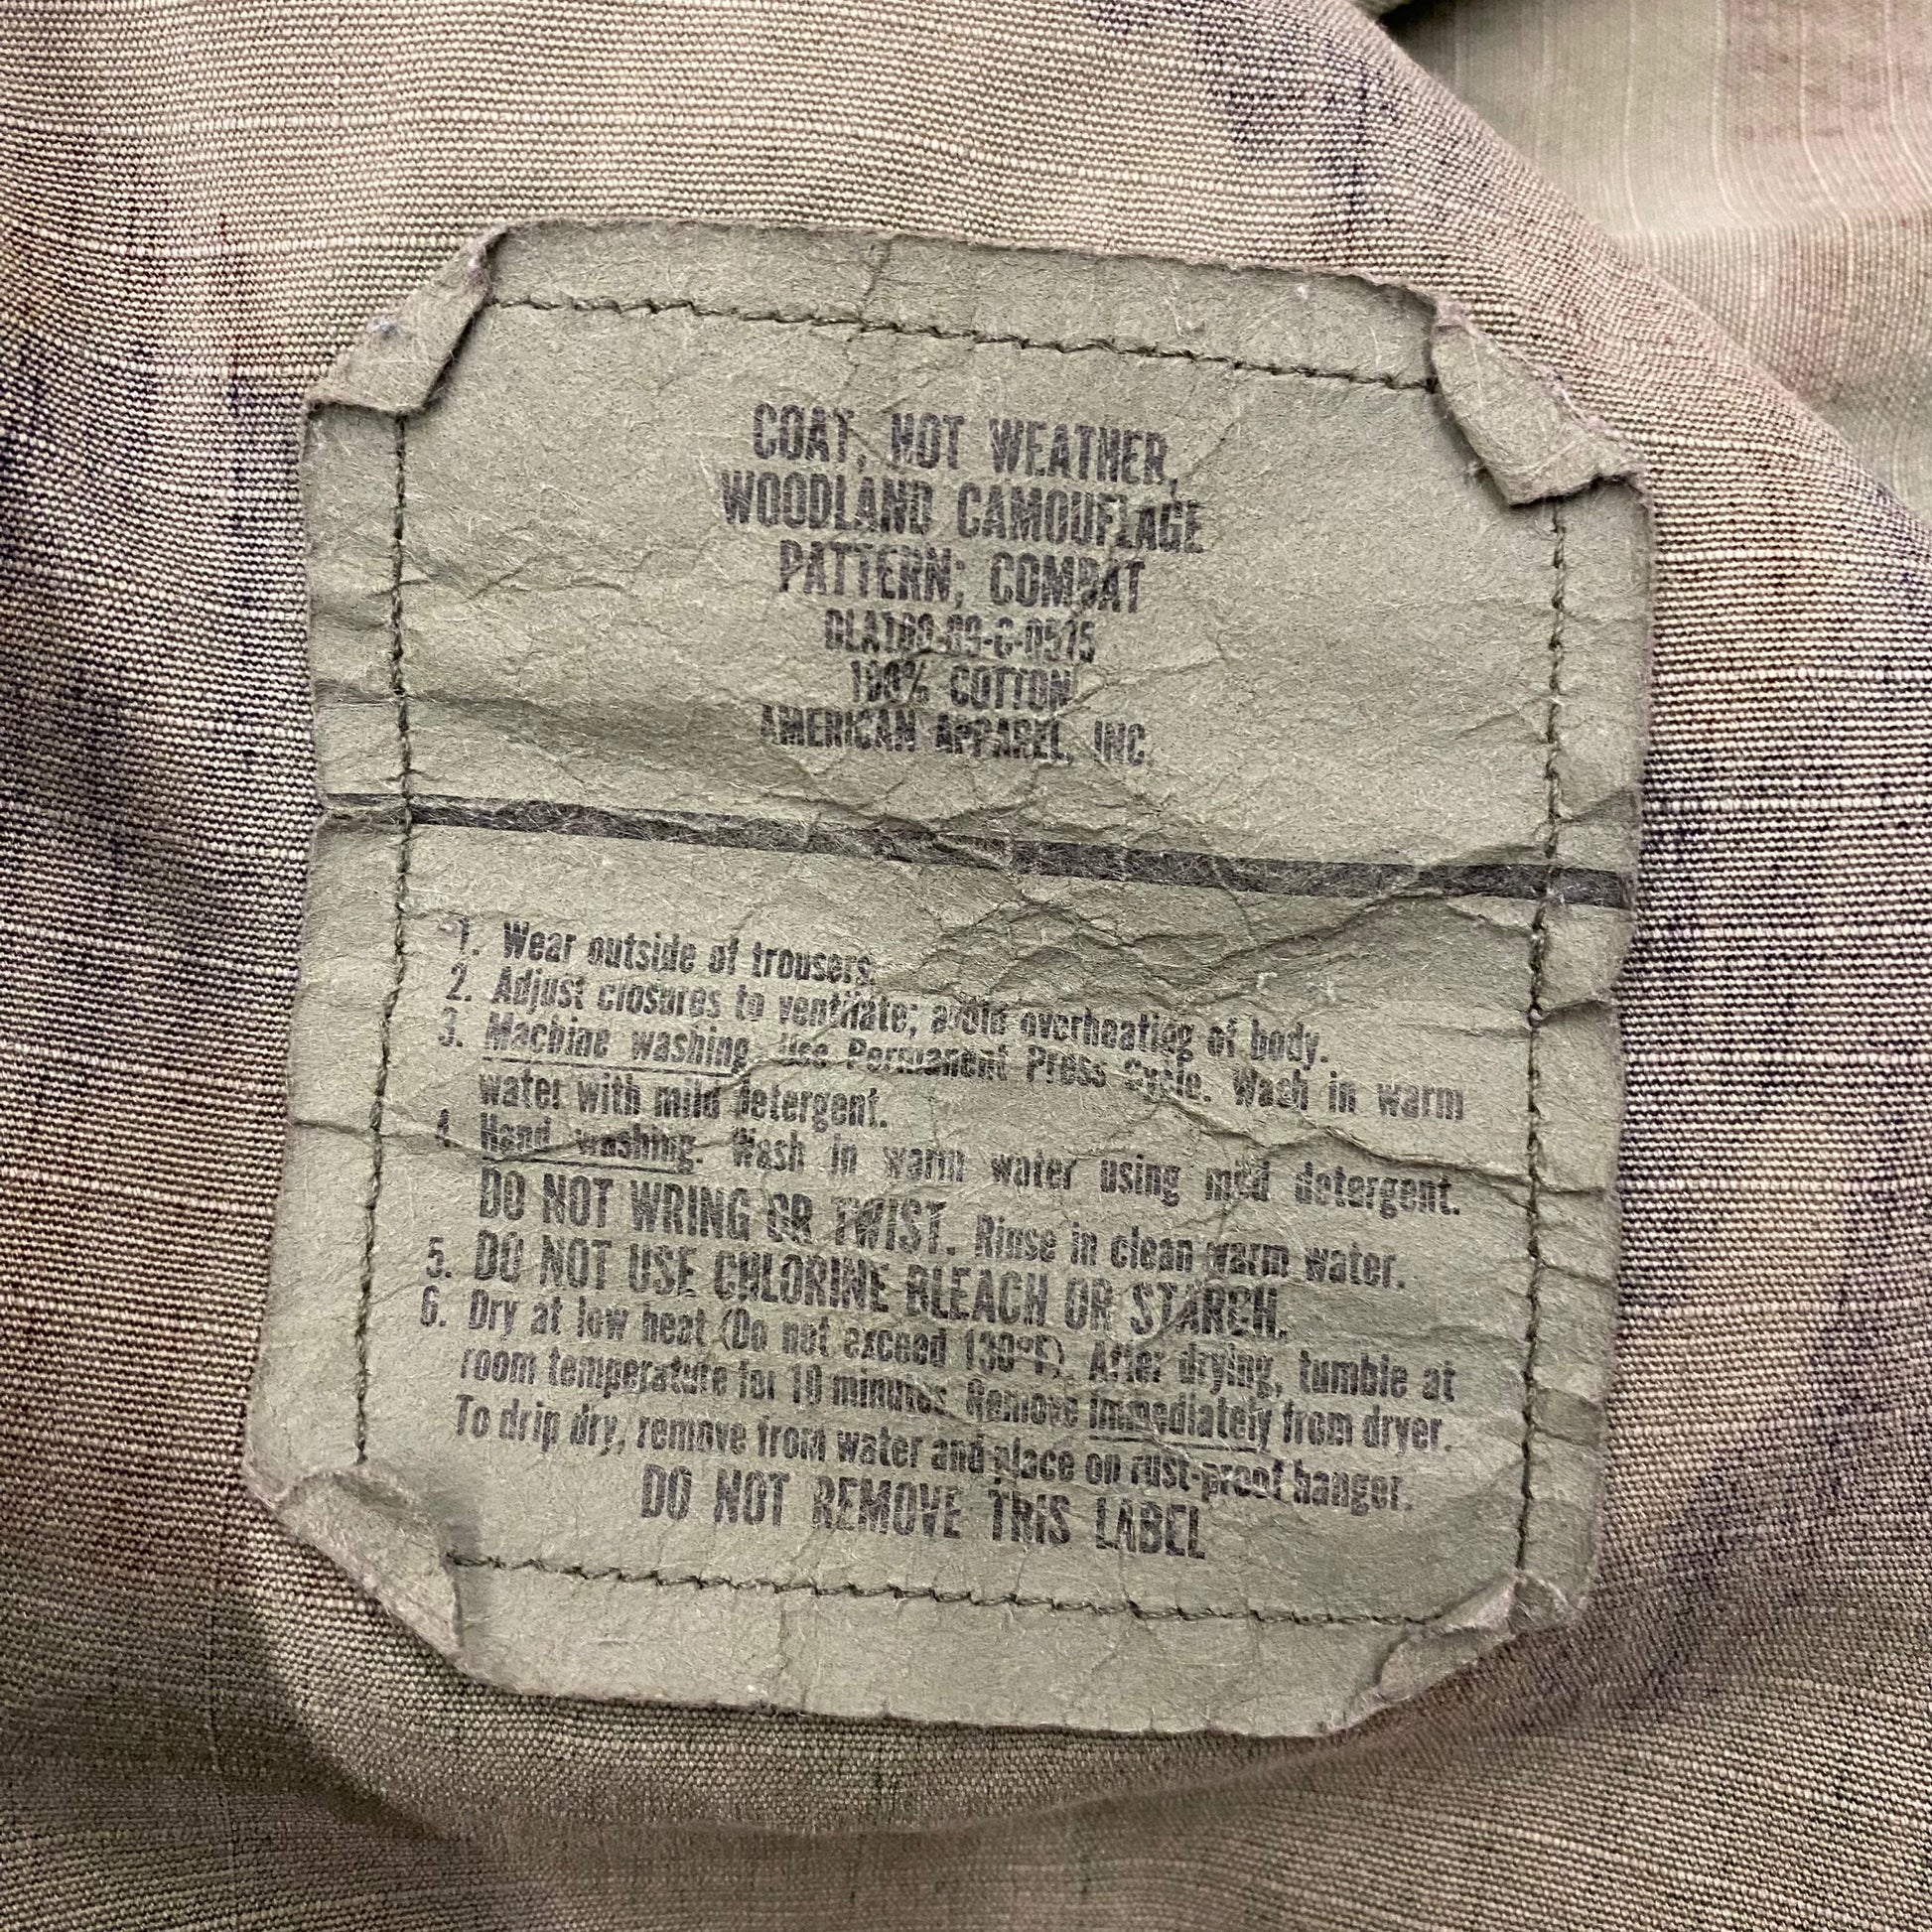 COAT, HOT WEATHER,
WOODLAND CAMOUFLAGE
PATTERN; COMBAT
DLA100-89-C-0575
100% COTTON
AMERICAN APPAREL, INC.
1. Wear outside of trousers.
2. Adjust closures to ventilate; avoid overheating of body.
3. Machine washing. Use Permanent Press Cycle. Wash in warm
water with mild detergent.
4. Hand washing. Wash in warm water using mild detergent.
DO NOT WRING OR TWIST. Rinse in clean warm water.
5. DO NOT USE CHLORINE BLEACH OR STARCH.
6. Dry at low heat (Do not exceed 130°F). After drying, tumble at
room temperature for 10 minutes. Remove immediately from dryer.
To drip dry, remove from water and place on rust-proof hanger.
DO NOT REMOVE THIS LABEL